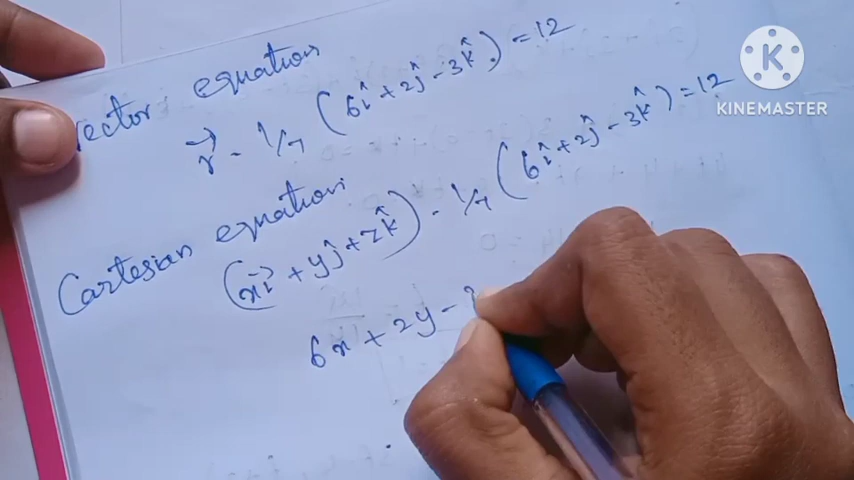 Vector equation
r⃗ - 1/7 (6î + 2ĵ - 3k̂) = 12
Cartesian equation
(xi⃗ + yĵ + zk̂) - 1/7 (6î + 2ĵ - 3k̂) = 12
6x + 2y -
K
KINEMASTER